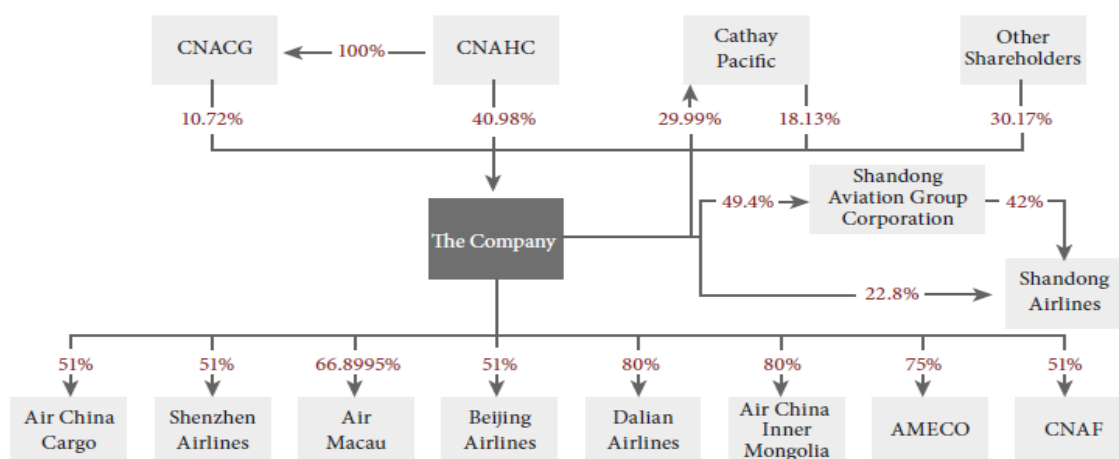 CNACG
100%
CNAHC
Cathay
Pacific
Other
Shareholders
10.72%
40.98%
29.99%
18.13%
30.17%
The Company
49.4%
Shandong
Aviation Group
Corporation
42%
22.8%
Shandong
Airlines
51%
51%
66.8995%
51%
80%
80%
75%
51%
Air China
Cargo
Shenzhen
Airlines
Air
Macau
Beijing
Airlines
Dalian
Airlines
Air China
Inner
Mongolia
AMECO
CNAF